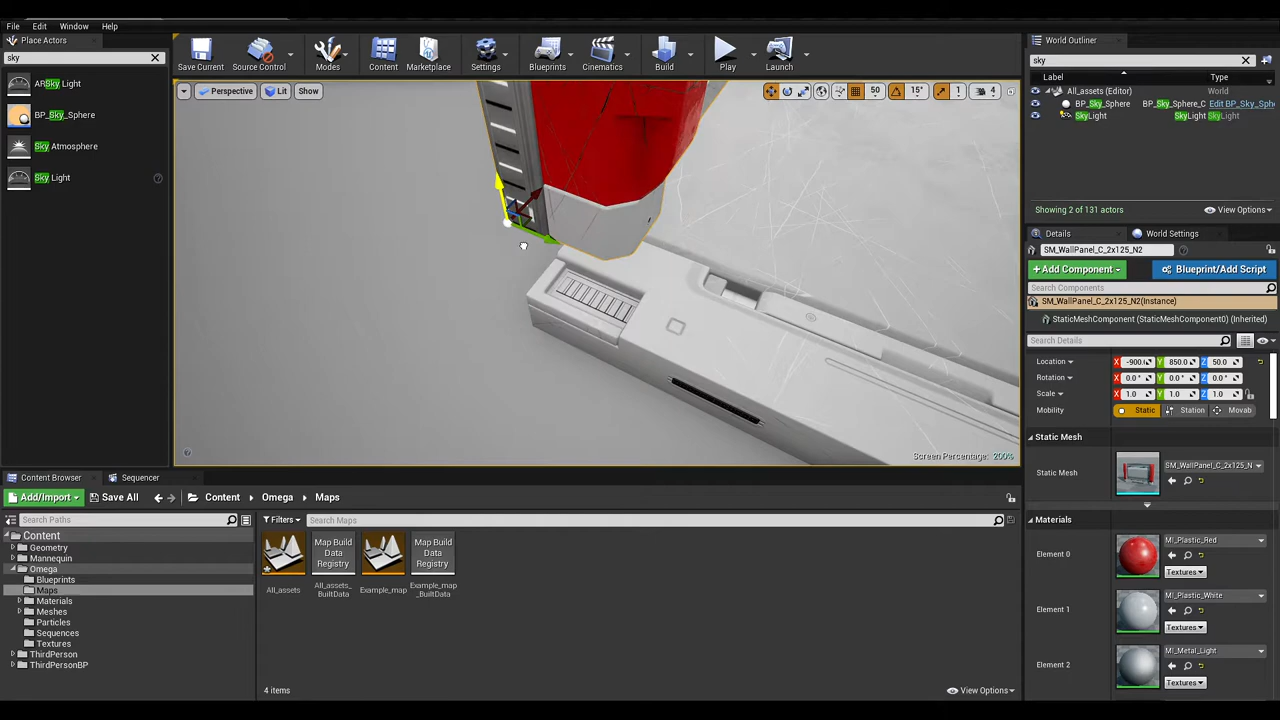 File Edit Window Help
Place Actors
sky
ARSky Light
BP_Sky_Sphere
Sky Atmosphere
Sky Light
Save Current
Source Control
Modes
Content
Marketplace
Settings
Blueprints
Cinematics
Build
Play
Launch
Perspective Lit Show
50 15° 1 4
Screen Percentage: 200%
World Outliner
sky
Label Type
All_assets (Editor) World
BP_Sky_Sphere BP_Sky_Sphere_C Edit BP_Sky_Sph
SkyLight SkyLight SkyLight
Showing 2 of 131 actors View Options
Details World Settings
SM_WallPanel_C_2x125_N2
+Add Component Blueprint/Add Script
Search Components
SM_WallPanel_C_2x125_N2(Instance)
StaticMeshComponent (StaticMeshComponent0) (Inherited)
Search Details
Location X -900. Y 850.0 Z 50.0
Rotation X 0.0 ° Y 0.0 ° Z 0.0 °
Scale X 1.0 Y 1.0 Z 1.0
Mobility Static Station Movab
Static Mesh
Static Mesh SM_WallPanel_C_2x125_N
Materials
Element 0 MI_Plastic_Red
Textures
Element 1 MI_Plastic_White
Textures
Element 2 MI_Metal_Light
Textures
Content Browser Sequencer
Add/Import Save All Content Omega Maps
Search Paths
Filters Search Maps
Content
Geometry
Mannequin
Omega
Blueprints
Maps
Materials
Meshes
Particles
Sequences
Textures
ThirdPerson
ThirdPersonBP
Map Build Data Registry
Map Build Data Registry
All_assets
All_assets_BuiltData
Example_map
Example_map_BuiltData
4 items View Options